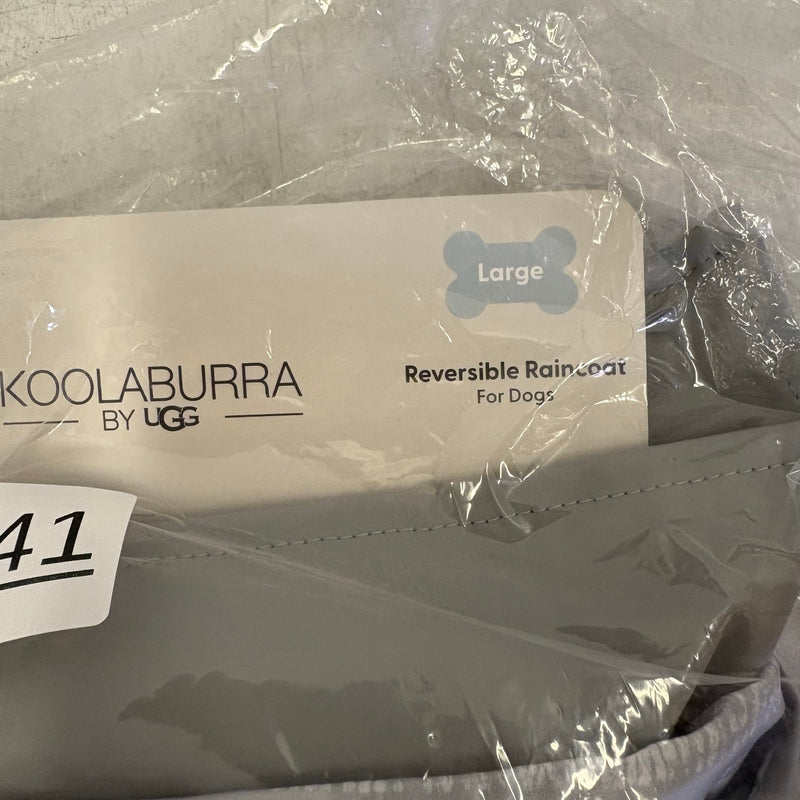 Large
KOOLABURRA
BY UGG
Reversible Raincoat
For Dogs
41